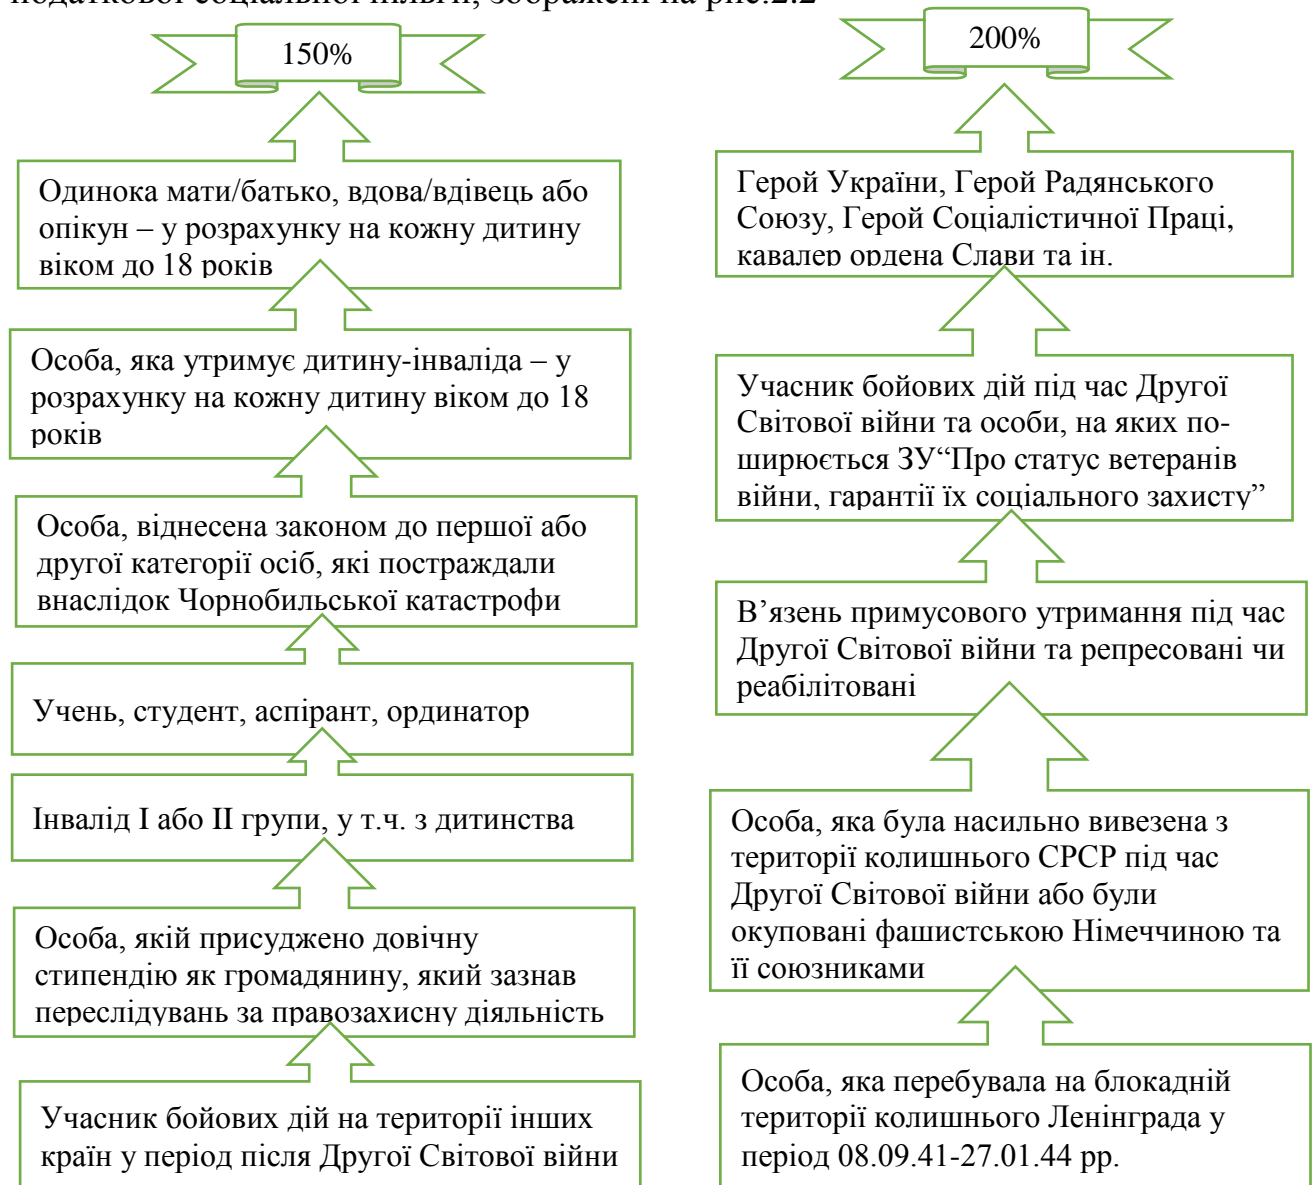 податкової соціальної пільги, зображені на рис.2.2
150%
Одинока мати/батько, вдова/вдівець або
опікун – у розрахунку на кожну дитину
віком до 18 років
Особа, яка утримує дитину-інваліда – у
розрахунку на кожну дитину віком до 18
років
Особа, віднесена законом до першої або
другої категорії осіб, які постраждали
внаслідок Чорнобильської катастрофи
Учень, студент, аспірант, ординатор
Інвалід І або ІІ групи, у т.ч. з дитинства
Особа, якій присуджено довічну
стипендію як громадянину, який зазнав
переслідувань за правозахисну діяльність
Учасник бойових дій на території інших
країн у період після Другої Світової війни
200%
Герой України, Герой Радянського
Союзу, Герой Соціалістичної Праці,
кавалер ордена Слави та ін.
Учасник бойових дій під час Другої
Світової війни та особи, на яких по-
ширюється ЗУ“Про статус ветеранів
війни, гарантії їх соціального захисту”
В’язень примусового утримання під час
Другої Світової війни та репресовані чи
реабілітовані
Особа, яка була насильно вивезена з
території колишнього СРСР під час
Другої Світової війни або були
окуповані фашистською Німеччиною та
її союзниками
Особа, яка перебувала на блокадній
території колишнього Ленінграда у
період 08.09.41-27.01.44 рр.